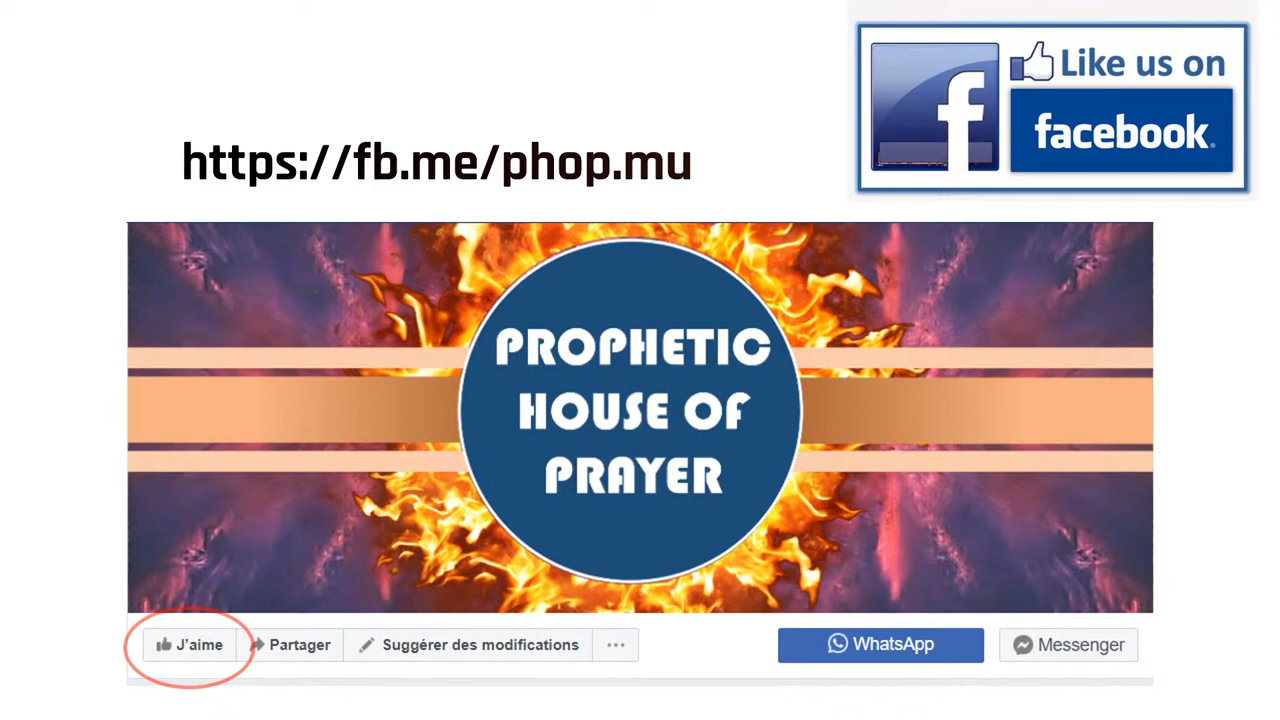 Like us on
facebook.
https://fb.me/phop.mu
PROPHETIC
HOUSE OF
PRAYER
J'aime
Partager
Suggérer des modifications
...
WhatsApp
Messenger